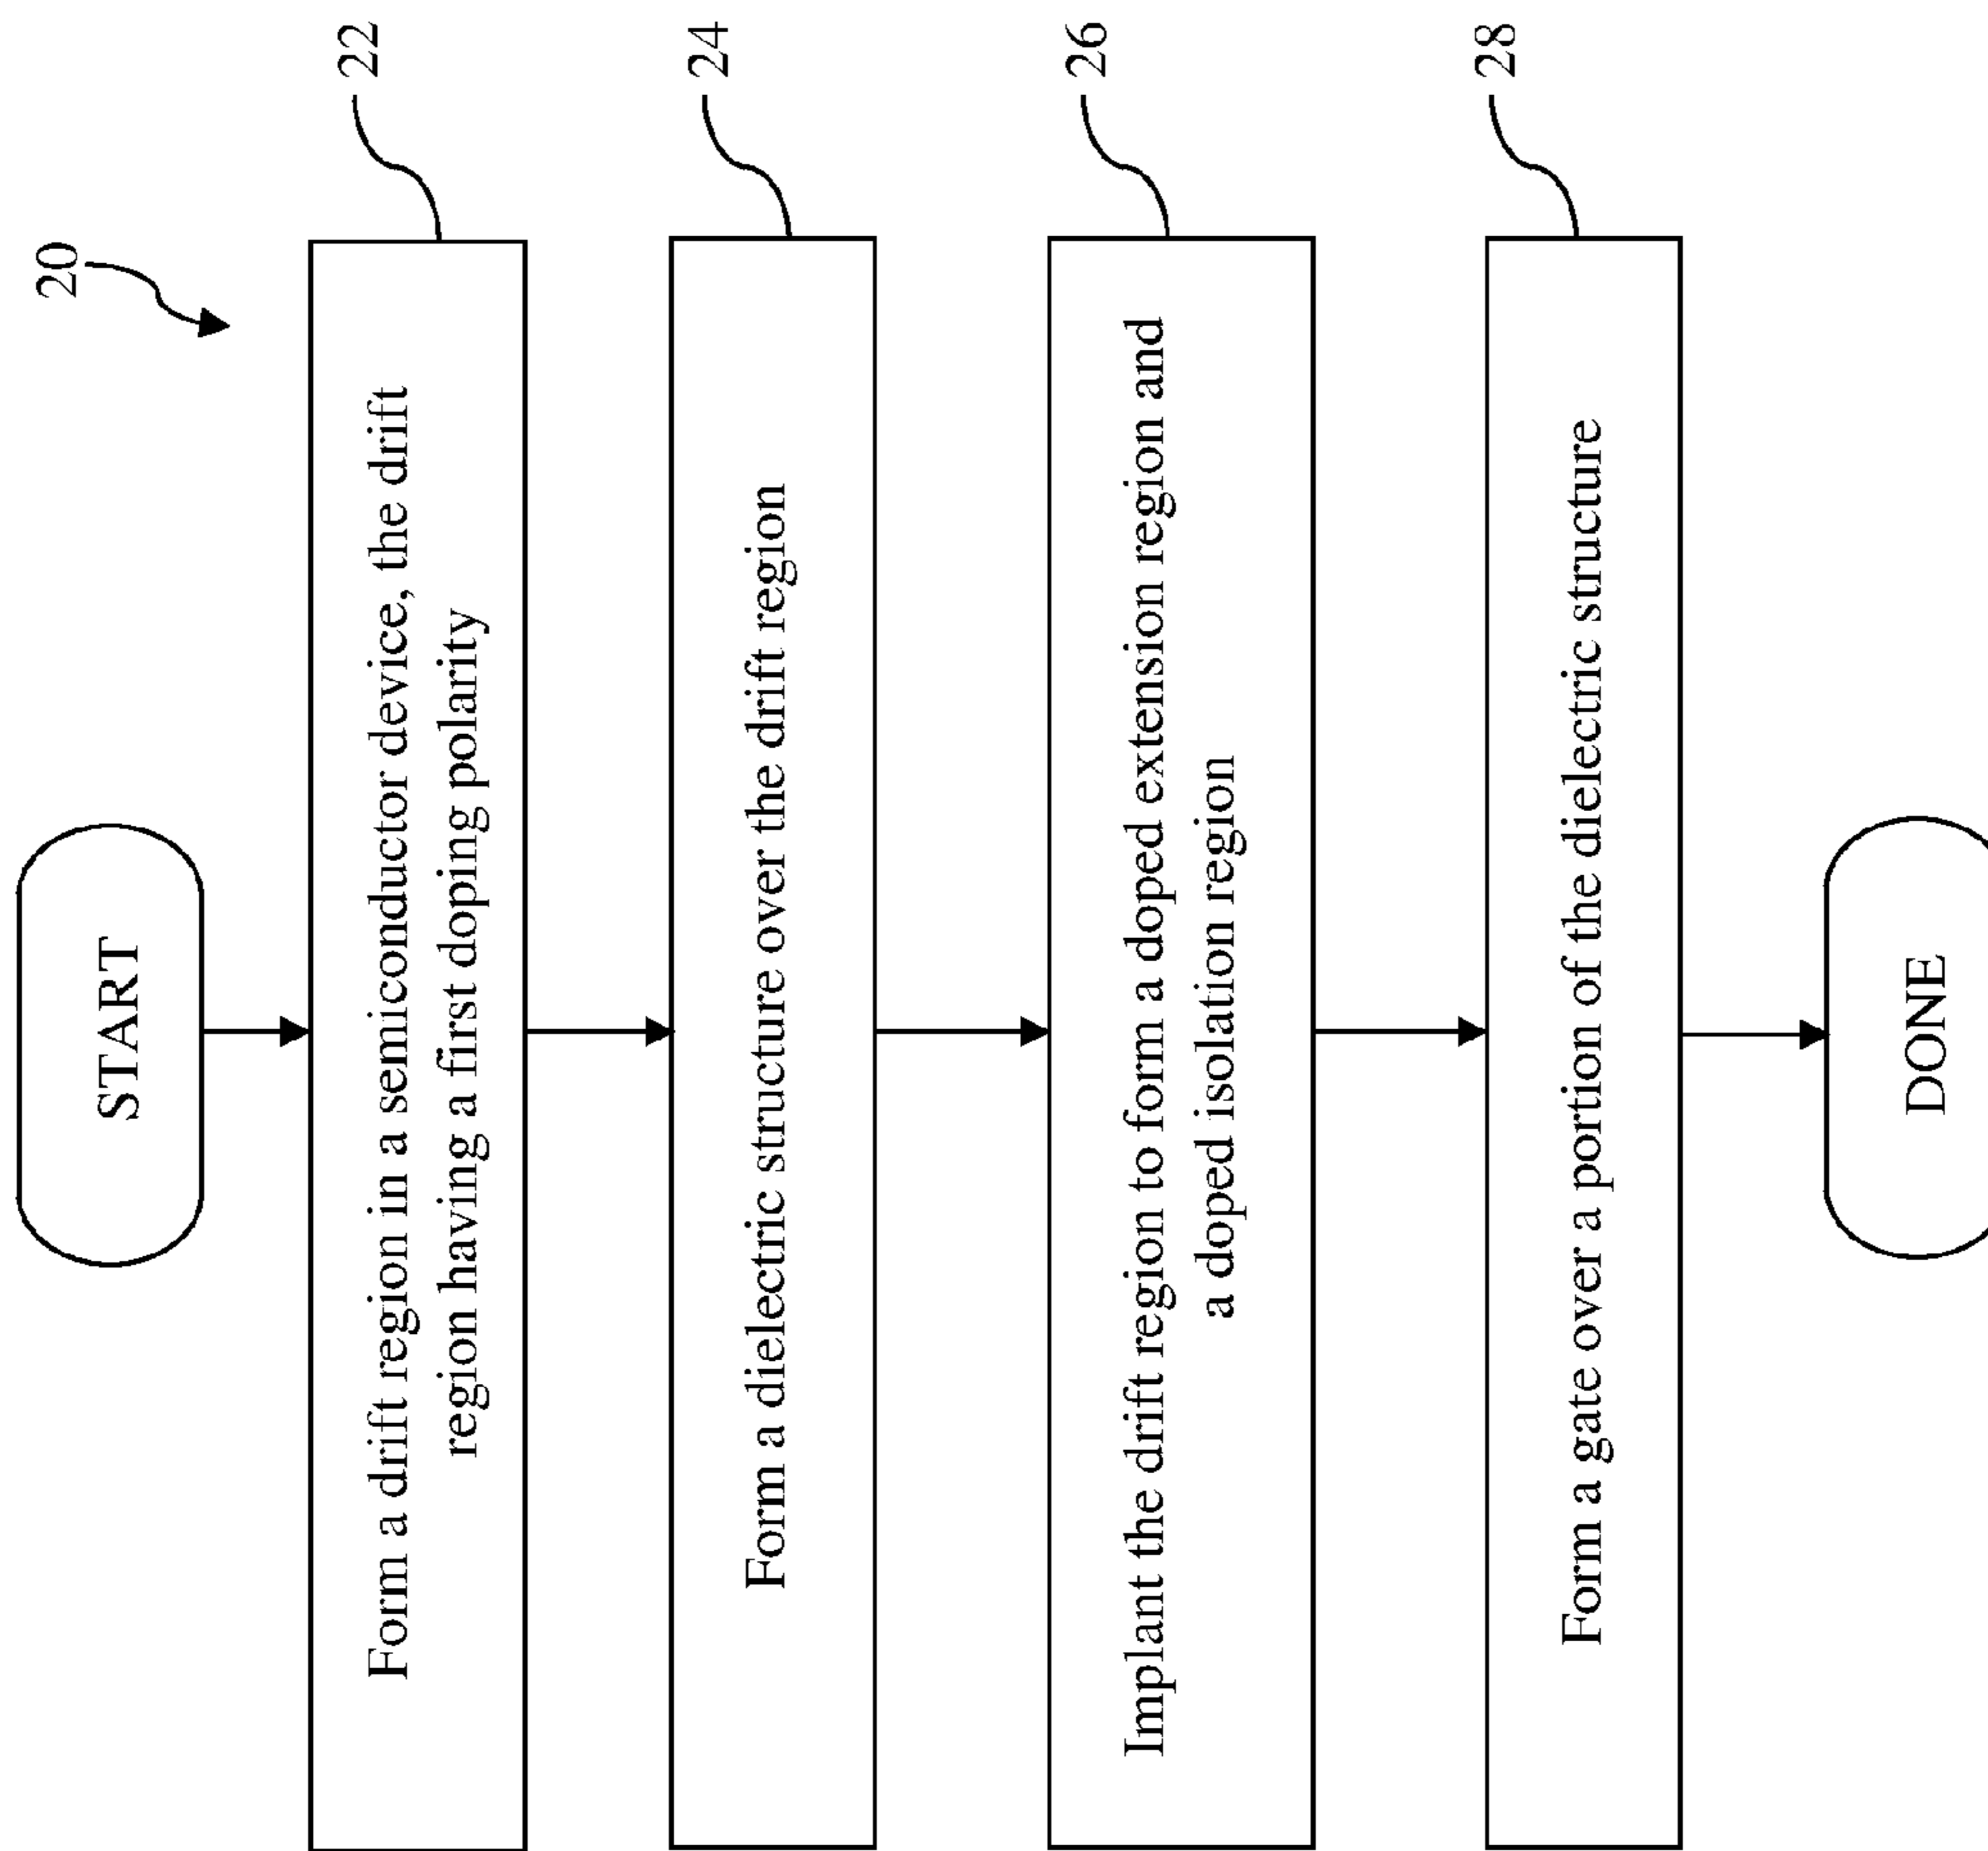 20
START
22
Form a drift region in a semiconductor device, the drift
region having a first doping polarity
24
Form a dielectric structure over the drift region
26
Implant the drift region to form a doped extension region and
a doped isolation region
28
Form a gate over a portion of the dielectric structure
DONE